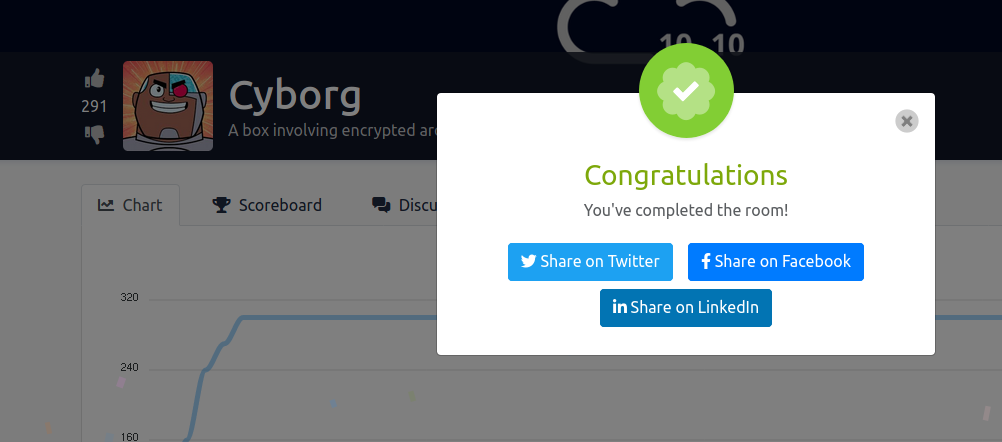 10 10
291
Cyborg
A box involving encrypted arc
Chart
Scoreboard
Discu
320
240
160
Congratulations
You've completed the room!
Share on Twitter
Share on Facebook
Share on LinkedIn